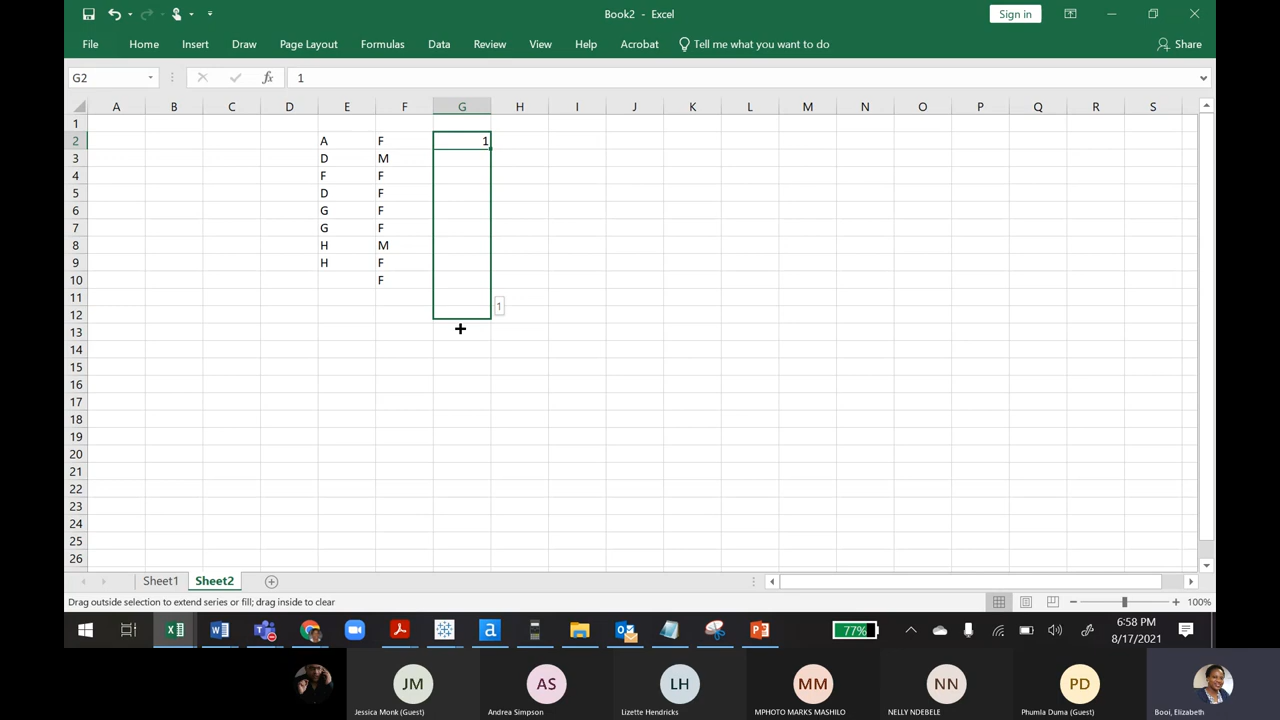 Book2 - Excel
Sign in
File Home Insert Draw Page Layout Formulas Data Review View Help Acrobat Tell me what you want to do Share
G2 fx 1
A B C D E F G H I J K L M N O P Q R S
1
2 A F 1
3 D M
4 F F
5 D F
6 G F
7 G F
8 H M
9 H F
10 F
11
12 1
13
14
15
16
17
18
19
20
21
22
23
24
25
26
Sheet1 Sheet2
Drag outside selection to extend series or fill; drag inside to clear 100%
77% 6:58 PM
8/17/2021
JM AS LH MM NN PD
Jessica Monk (Guest) Andrea Simpson Lizette Hendricks MPHOTO MARKS MASHILO NELLY NDEBELE Phumla Duma (Guest) Booi, Elizabeth